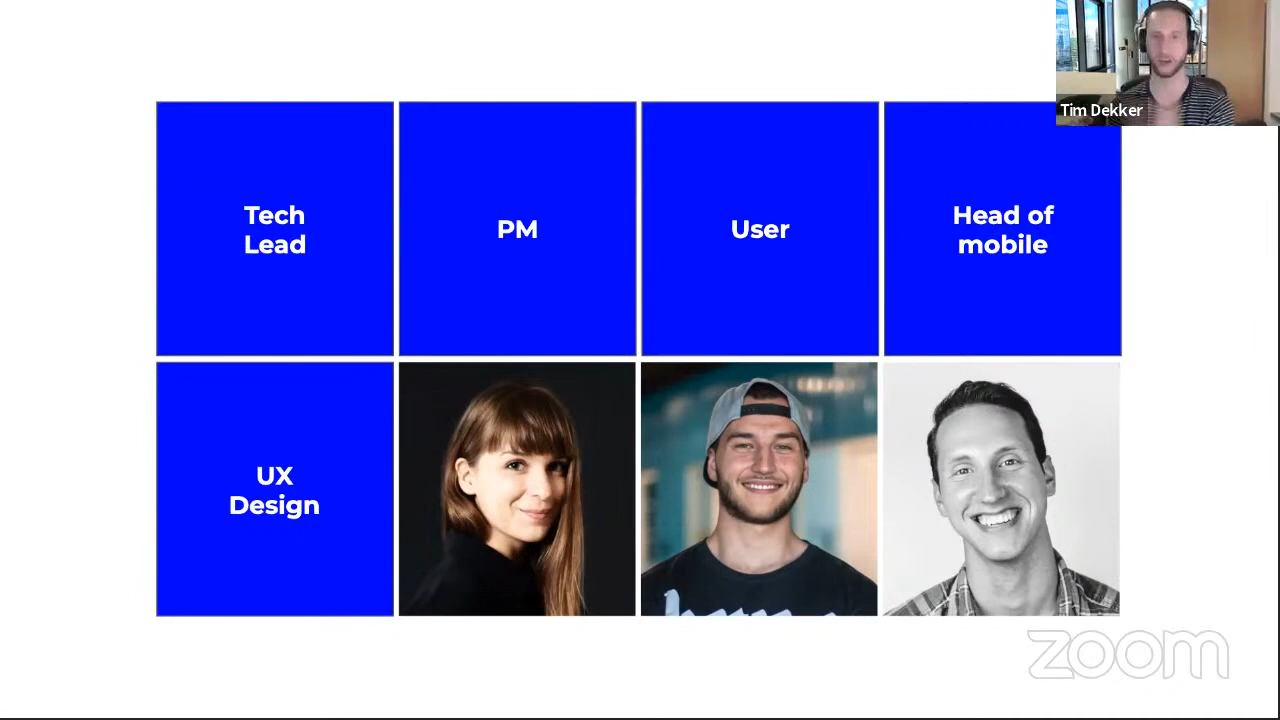 Tim Dekker
Tech
Lead
PM
User
Head of
mobile
UX
Design
zoom